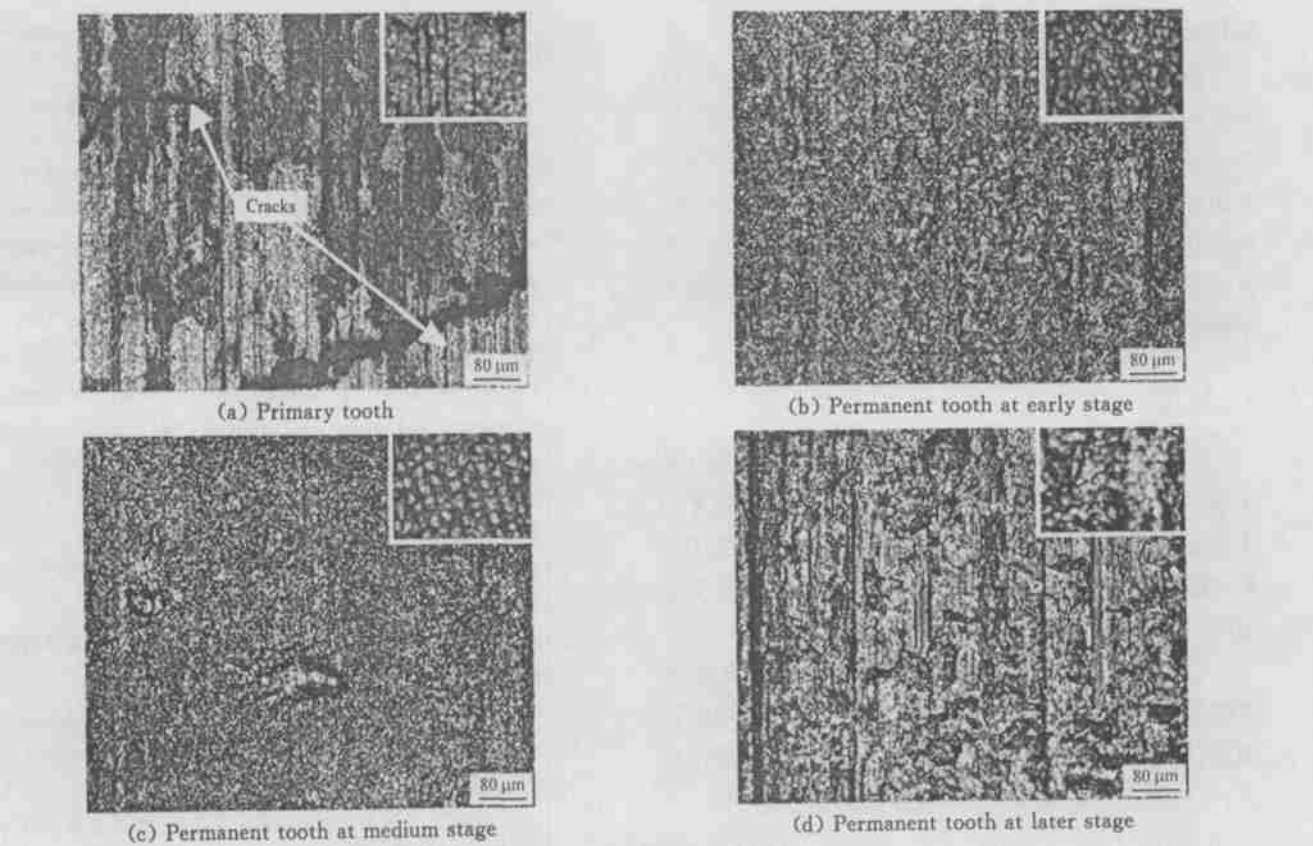 Cracks
80 μm
(a) Primary tooth
80 μm
(b) Permanent tooth at early stage
80 μm
(c) Permanent tooth at medium stage
80 μm
(d) Permanent tooth at later stage